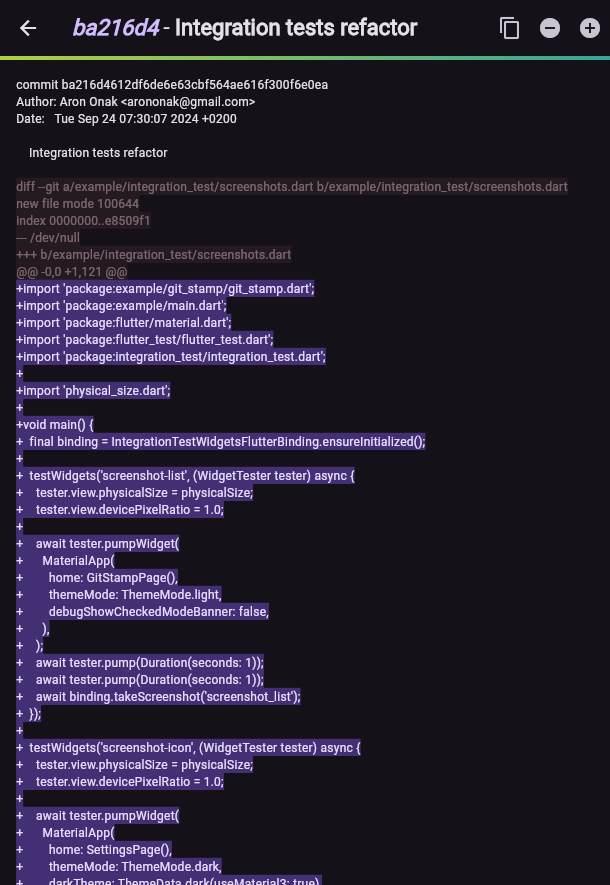 ba216d4 - Integration tests refactor
commit ba216d4612df6de6e63cbf564ae616f300f6e0ea
Author: Aron Onak <arononak@gmail.com>
Date:   Tue Sep 24 07:30:07 2024 +0200
    Integration tests refactor
diff --git a/example/integration_test/screenshots.dart b/example/integration_test/screenshots.dart
new file mode 100644
index 0000000..e8509f1
--- /dev/null
+++ b/example/integration_test/screenshots.dart
@@ -0,0 +1,121 @@
+import 'package:example/git_stamp/git_stamp.dart';
+import 'package:example/main.dart';
+import 'package:flutter/material.dart';
+import 'package:flutter_test/flutter_test.dart';
+import 'package:integration_test/integration_test.dart';
+
+import 'physical_size.dart';
+
+void main() {
+  final binding = IntegrationTestWidgetsFlutterBinding.ensureInitialized();
+
+  testWidgets('screenshot-list', (WidgetTester tester) async {
+    tester.view.physicalSize = physicalSize;
+    tester.view.devicePixelRatio = 1.0;
+
+    await tester.pumpWidget(
+      MaterialApp(
+        home: GitStampPage(),
+        themeMode: ThemeMode.light,
+        debugShowCheckedModeBanner: false,
+      ),
+    );
+    await tester.pump(Duration(seconds: 1));
+    await tester.pump(Duration(seconds: 1));
+    await binding.takeScreenshot('screenshot_list');
+  });
+
+  testWidgets('screenshot-icon', (WidgetTester tester) async {
+    tester.view.physicalSize = physicalSize;
+    tester.view.devicePixelRatio = 1.0;
+
+    await tester.pumpWidget(
+      MaterialApp(
+        home: SettingsPage(),
+        themeMode: ThemeMode.dark,
+        darkTheme: ThemeData.dark(useMaterial3: true),